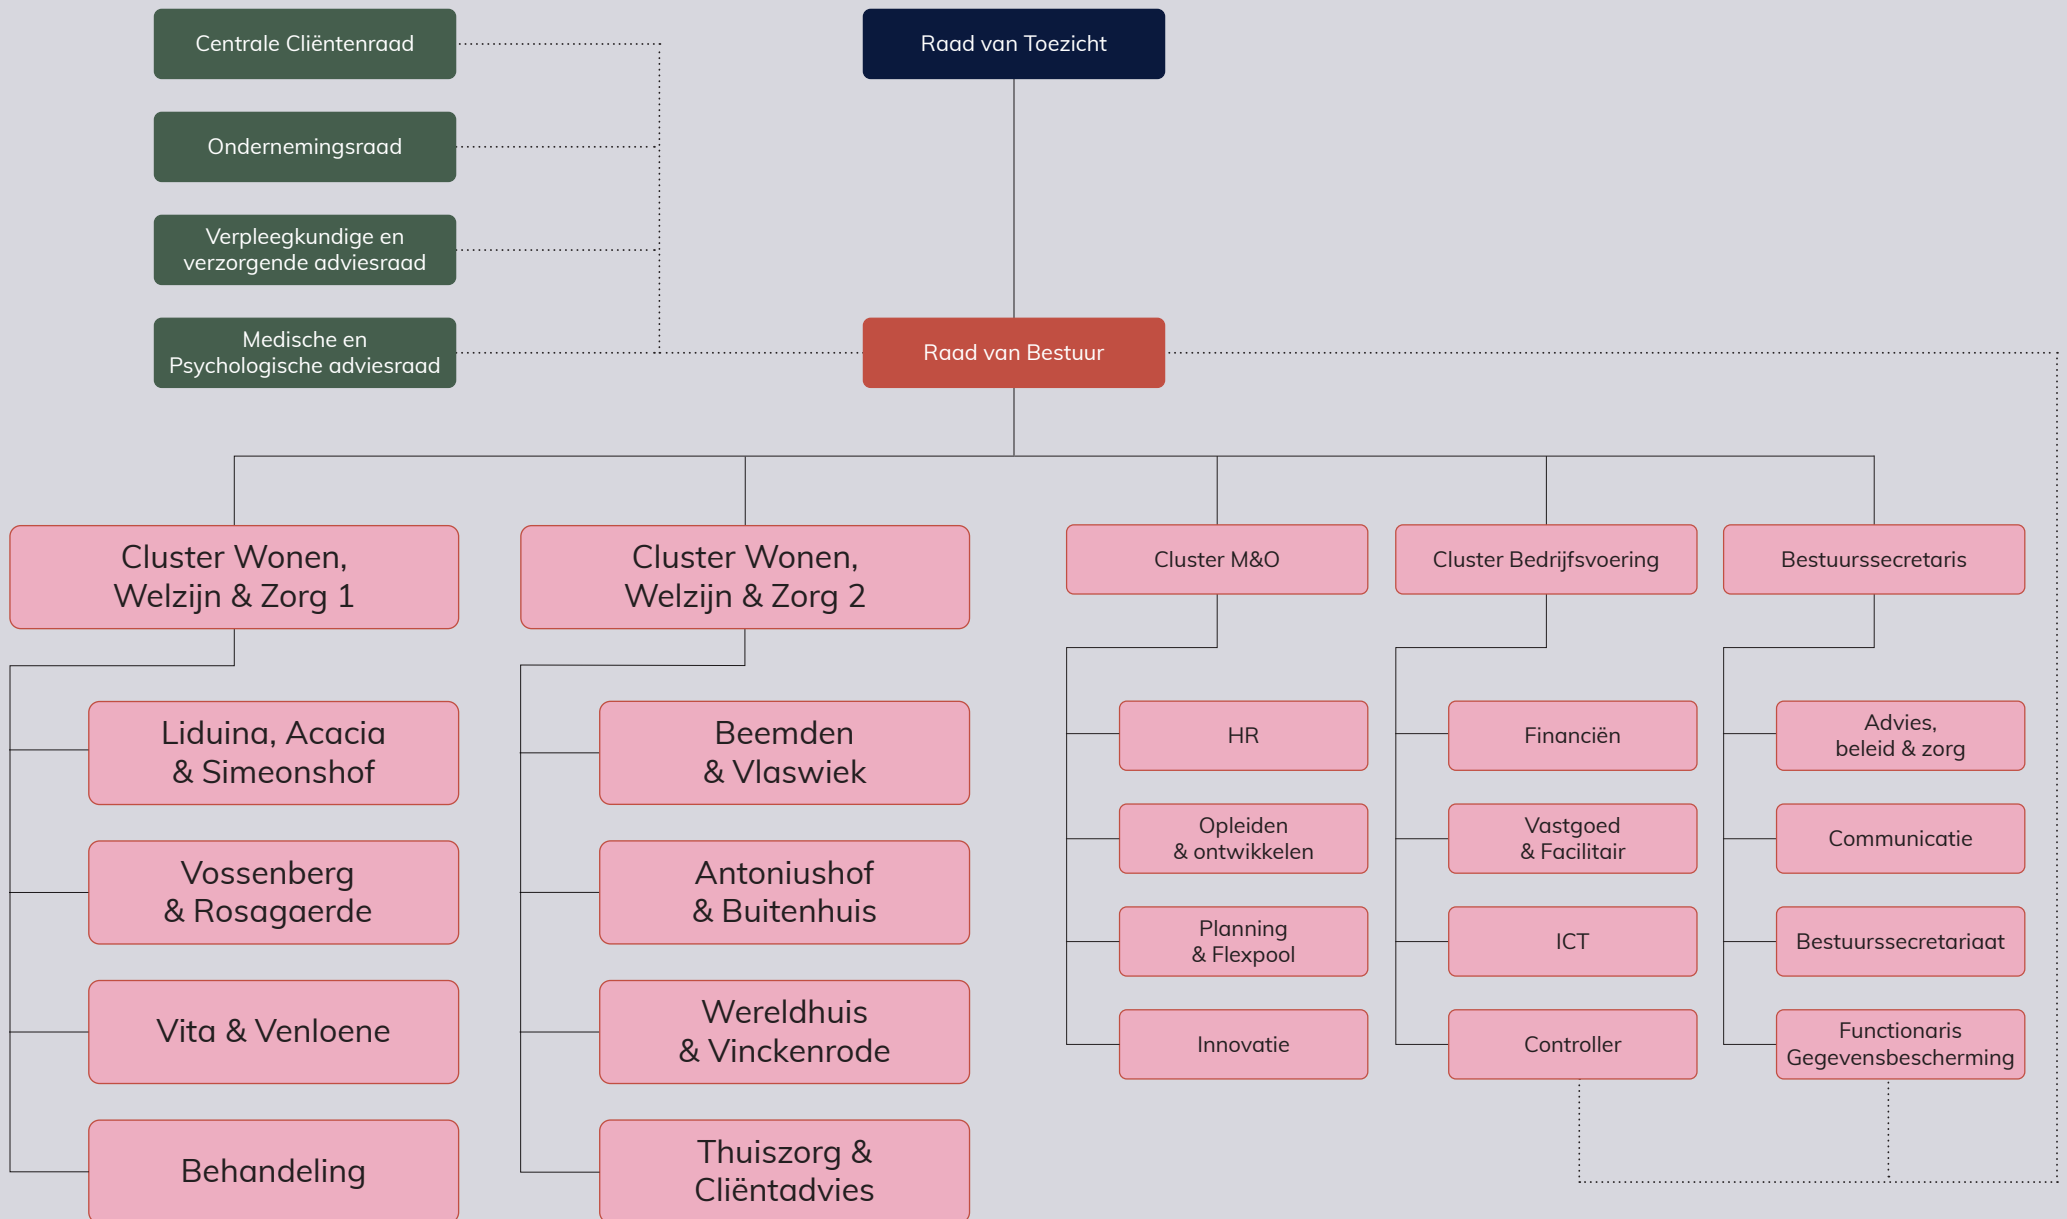 Centrale Cliëntenraad
Raad van Toezicht
Ondernemingsraad
Verpleegkundige en
verzorgende adviesraad
Medische en
Psychologische adviesraad
Raad van Bestuur
Cluster Wonen,
Welzijn & Zorg 1
Liduina, Acacia
& Simeonshof
Vossenberg
& Rosagaerde
Vita & Venloene
Behandeling
Cluster Wonen,
Welzijn & Zorg 2
Beemden
& Vlaswiek
Antoniushof
& Buitenhuis
Wereldhuis
& Vinckenrode
Thuiszorg &
Cliëntadvies
Cluster M&O
HR
Opleiden
& ontwikkelen
Planning
& Flexpool
Innovatie
Cluster Bedrijfsvoering
Financiën
Vastgoed
& Facilitair
ICT
Controller
Bestuurssecretaris
Advies,
beleid & zorg
Communicatie
Bestuurssecretariaat
Functionaris
Gegevensbescherming